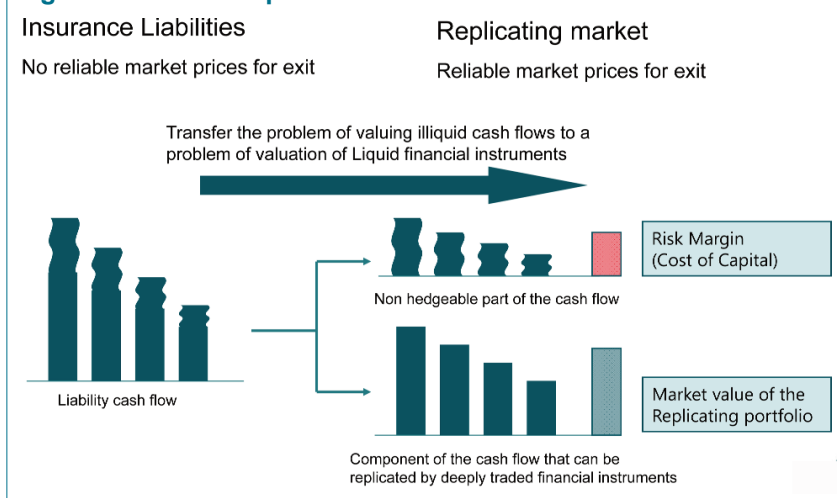 Insurance Liabilities
Replicating market
No reliable market prices for exit
Reliable market prices for exit
Transfer the problem of valuing illiquid cash flows to a
problem of valuation of Liquid financial instruments
Risk Margin
(Cost of Capital)
Non hedgeable part of the cash flow
Liability cash flow
Market value of the
Replicating portfolio
Component of the cash flow that can be
replicated by deeply traded financial instruments